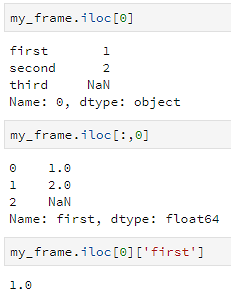 my_frame.iloc[0]
first       1
second      2
third     NaN
Name: 0, dtype: object
my_frame.iloc[:,0]
0    1.0
1    2.0
2    NaN
Name: first, dtype: float64
my_frame.iloc[0]['first']
1.0